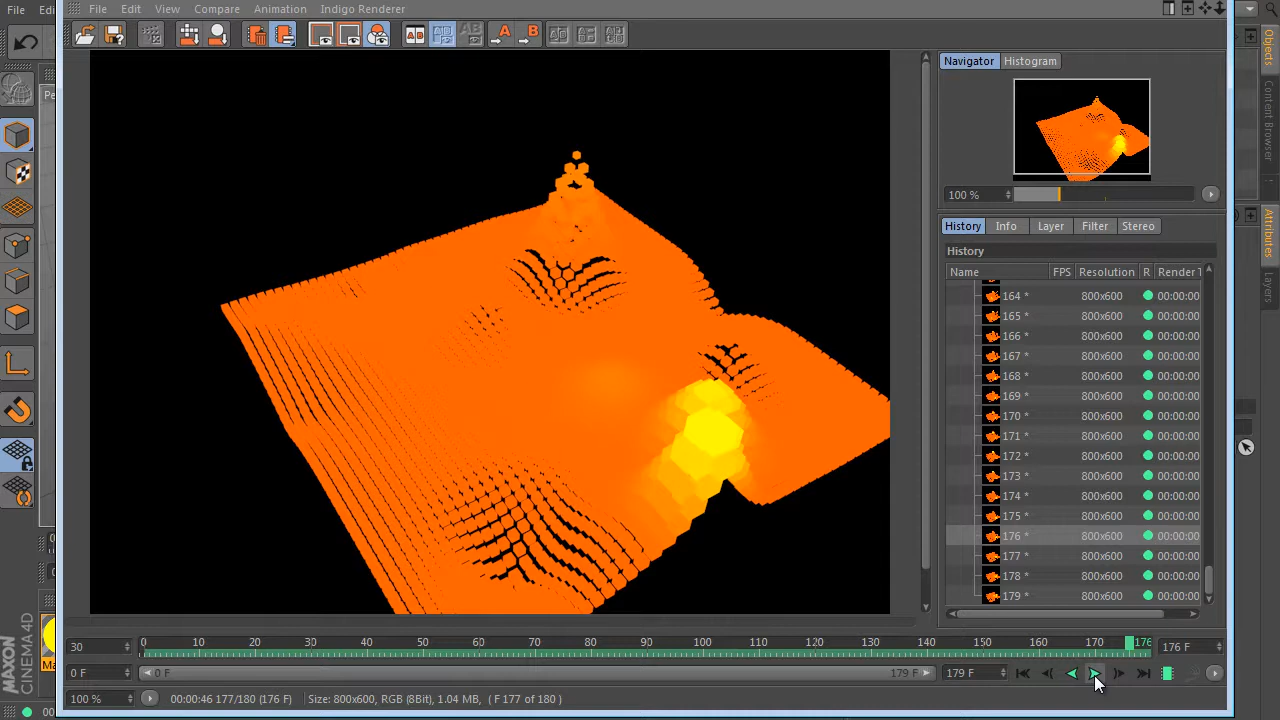 File Edi
File Edit View Compare Animation Indigo Renderer
AB AB
A B
Pe
Navigator Histogram
100 %
History Info Layer Filter Stereo
History
Name FPS Resolution R Render T
164 * 800x600 00:00:00
165 * 800x600 00:00:00
166 * 800x600 00:00:00
167 * 800x600 00:00:00
168 * 800x600 00:00:00
169 * 800x600 00:00:00
170 * 800x600 00:00:00
171 * 800x600 00:00:00
172 * 800x600 00:00:00
173 * 800x600 00:00:00
174 * 800x600 00:00:00
175 * 800x600 00:00:00
176 * 800x600 00:00:00
177 * 800x600 00:00:00
178 * 800x600 00:00:00
179 * 800x600 00:00:00
30 0 10 20 30 40 50 60 70 80 90 100 110 120 130 140 150 160 170 176 176 F
0 F 0 F 179 F 179 F
100 % 00:00:46 177/180 (176 F) Size: 800x600, RGB (8Bit), 1.04 MB, ( F 177 of 180 )
Ma
MAXON
CINEMA 4D
00
Objects
Content Browser
Attributes
Layers